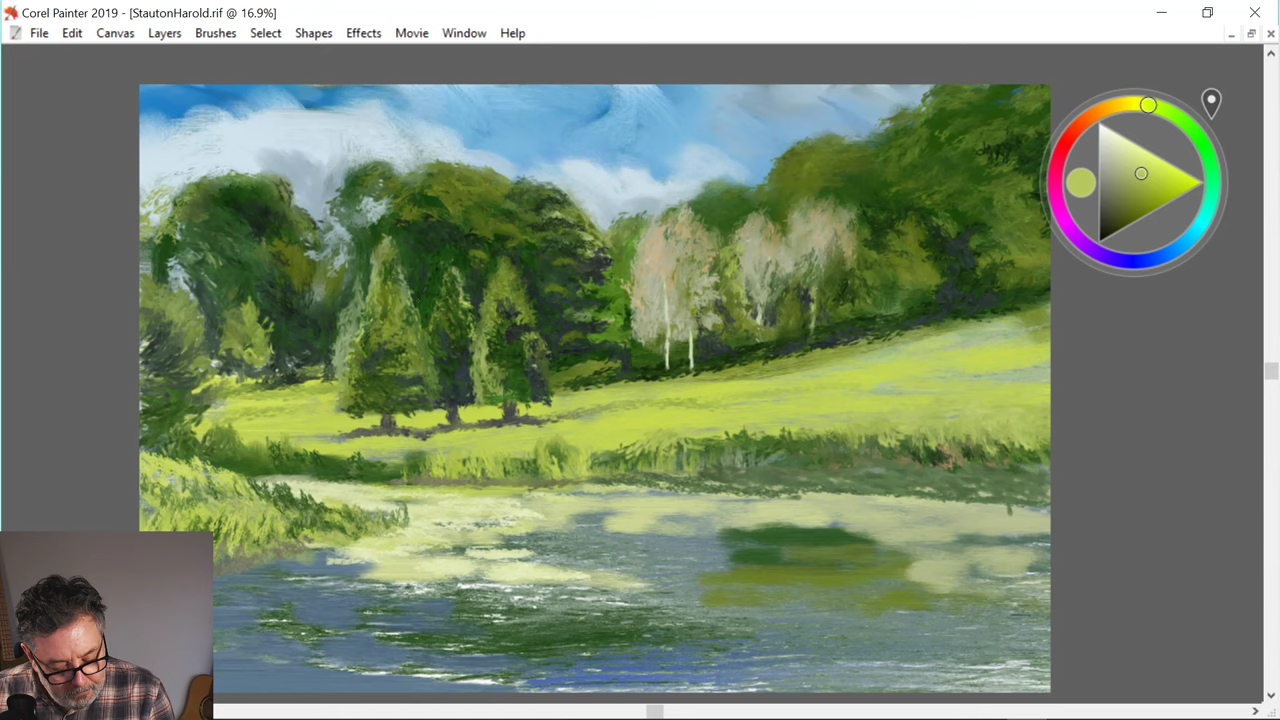 Corel Painter 2019 - [StautonHarold.rif @ 16.9%]
File Edit Canvas Layers Brushes Select Shapes Effects Movie Window Help